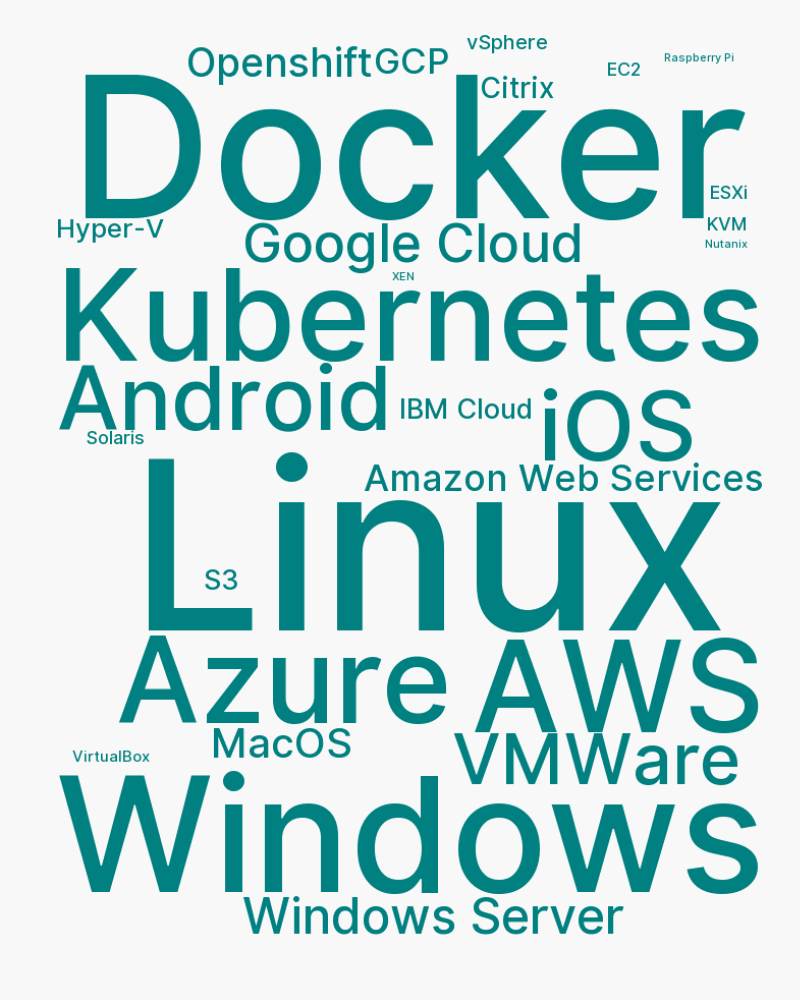 vSphere
Openshift GCP
Raspberry Pi
EC2
Citrix
Docker
ESXi
KVM
Hyper-V
Google Cloud
Nutanix
XEN
Kubernetes
Android
IBM Cloud
iOS
Solaris
Amazon Web Services
Linux
S3
Azure AWS
MacOS
VMWare
VirtualBox
Windows
Windows Server